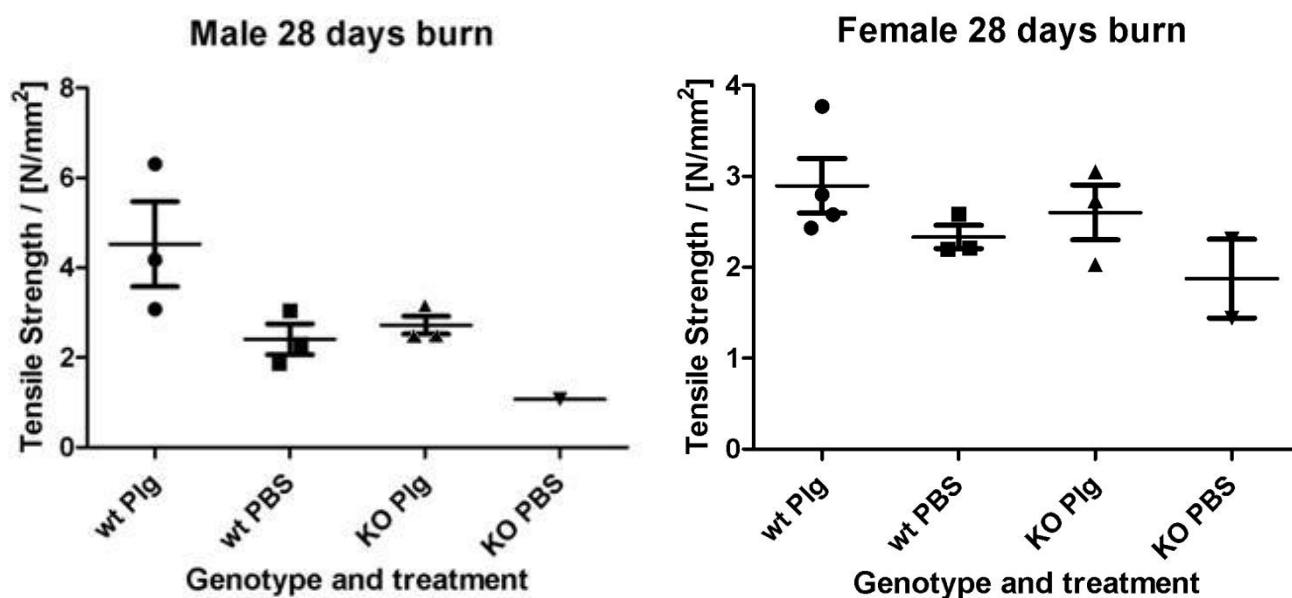 Male 28 days burn
Tensile Strength / [N/mm²]
8
6
4
2
0
wt Plg
wt PBS
KO Plg
KO PBS
Genotype and treatment
Female 28 days burn
Tensile Strength / [N/mm²]
4
3
2
1
0
wt Plg
wt PBS
KO Plg
KO PBS
Genotype and treatment